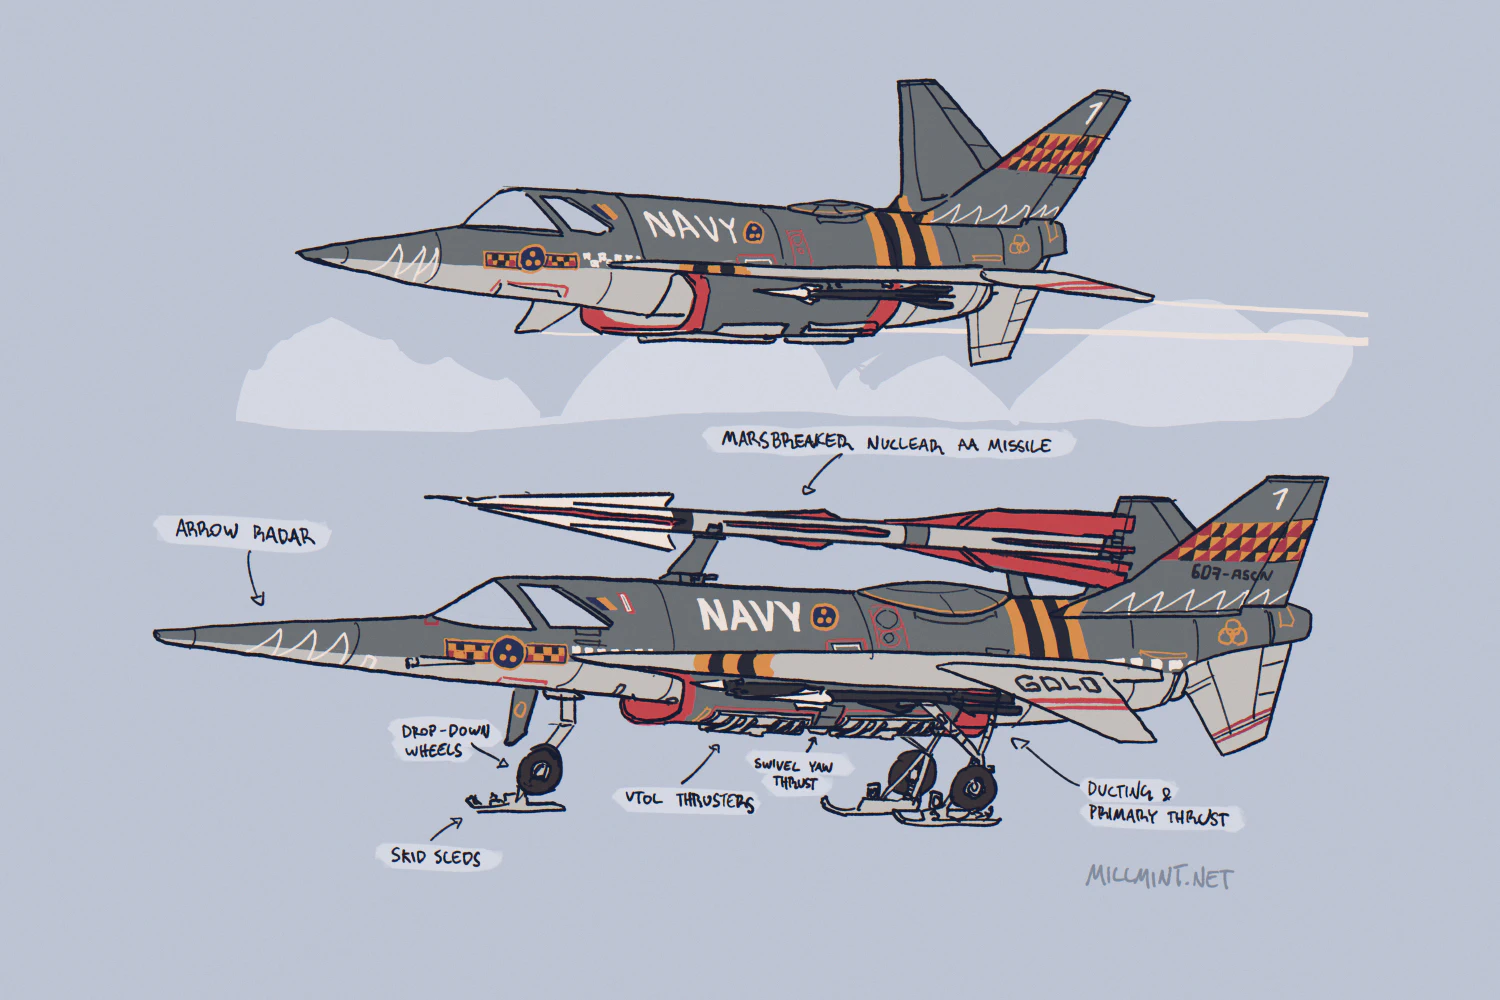 1
NAVY
MARSBREAKER NUCLEAR AA MISSILE
ARROW RADAR
1
607-ASCN
NAVY
GOLD
DROP-DOWN
WHEELS
SWIVEL YAW
THRUST
VTOL THRUSTERS
DUCTING &
PRIMARY THRUST
SKID SLEDS
MILLMINT.NET